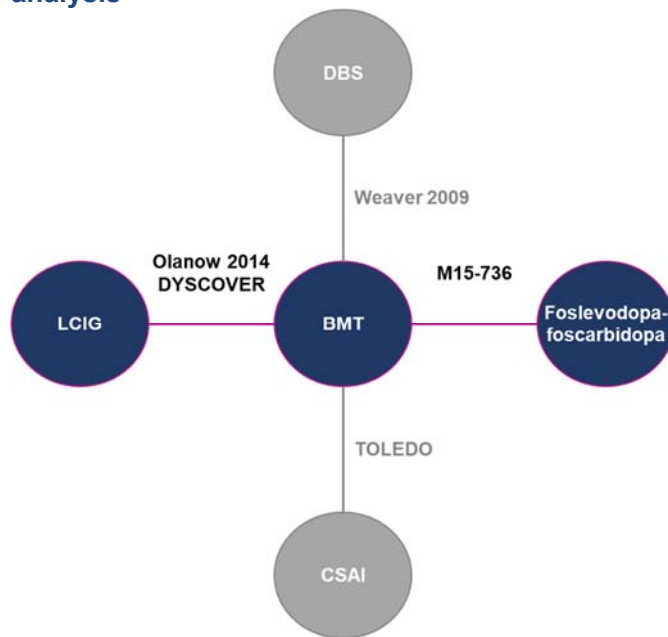 analysis
DBS
Weaver 2009
Olanow 2014
DYSCOVER
M15-736
LCIG
BMT
Foslevodopa-
foscarbidopa
TOLEDO
CSAI